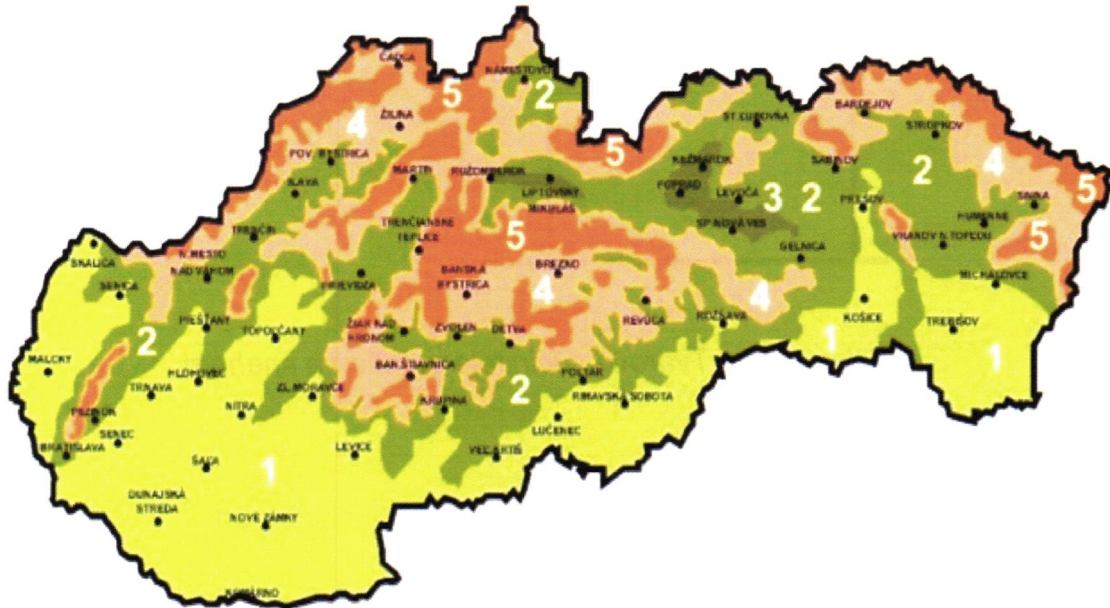 ČADCA
NÁMESTOVO
5
2
ŽILINA
4
BARDEJOV
ST.ĽUBOVŇA
STROPKOV
POV. BYSTRICA
5
KEŽMAROK
SABINOV
2
4
ILAVA
MARTIN
RUŽOMBEROK
LIPTOVSKÝ
MIKULÁŠ
POPRAD
LEVOČA
3
2
PREŠOV
SNINA
5
TRENČIANSKE
TEPLICE
TRENČÍN
5
SP.NOVÁ VES
HUMENNÉ
VRANOV N.TOPĽOU
5
SKALICA
N.MESTO
NAD VÁHOM
GELNICA
SENICA
PRIEVIDZA
BANSKÁ
BYSTRICA
BREZNO
4
4
MICHALOVCE
PIEŠŤANY
TOPOĽČANY
ŽIAR NAD
HRONOM
ZVOLEN
DETVA
REVÚCA
ROŽŇAVA
KOŠICE
TREBIŠOV
2
1
1
MALCKY
HLOHOVEC
TRNAVA
ZL.MORAVCE
BAN.ŠTIAVNICA
2
POLTÁR
RIMAVSKÁ SOBOTA
PEZINOK
NITRA
KRUPINA
LUČENEC
SENEC
BRATISLAVA
ŠAĽA
1
LEVICE
VEĽ.KRTÍŠ
DUNAJSKÁ
STREDA
NOVÉ ZÁMKY
KOMÁRNO